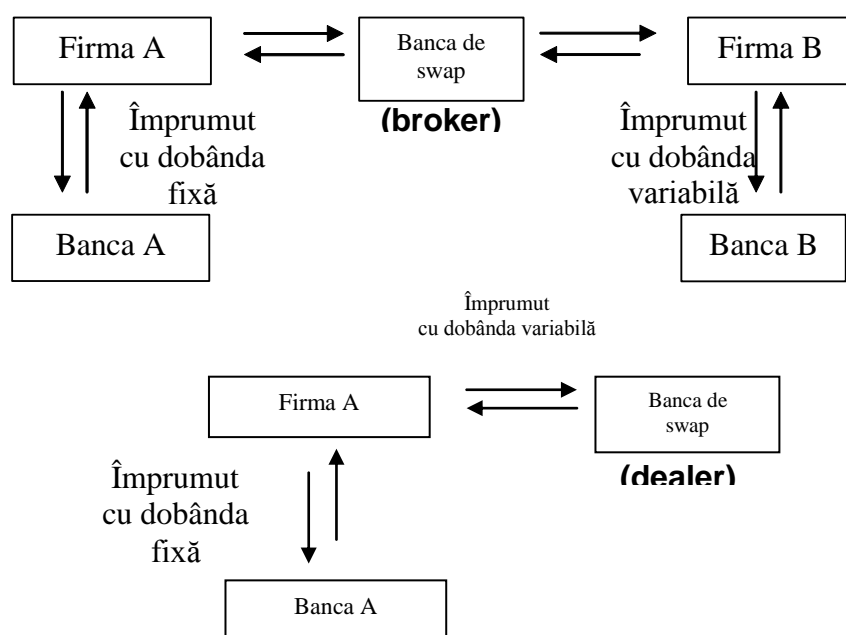 Firma A
Banca de
swap
(broker)
Firma B
Împrumut
cu dobânda
fixă
Împrumut
cu dobânda
variabilă
Banca A
Banca B
Împrumut
cu dobânda variabilă
Firma A
Banca de
swap
(dealer)
Împrumut
cu dobânda
fixă
Banca A